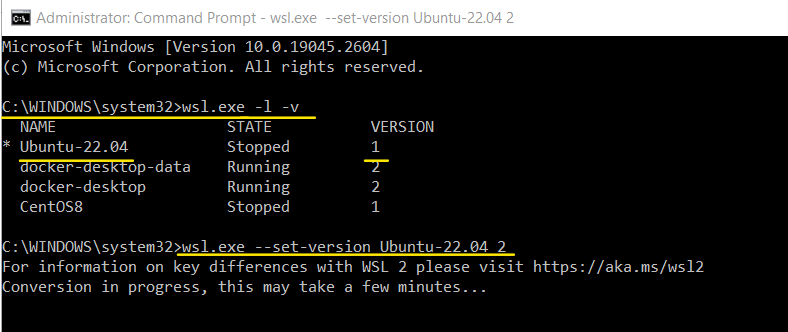 Administrator: Command Prompt - wsl.exe --set-version Ubuntu-22.04 2
Microsoft Windows [Version 10.0.19045.2604]
(c) Microsoft Corporation. All rights reserved.
C:\WINDOWS\system32>wsl.exe -l -v
NAME STATE VERSION
* Ubuntu-22.04 Stopped 1
docker-desktop-data Running 2
docker-desktop Running 2
CentOS8 Stopped 1
C:\WINDOWS\system32>wsl.exe --set-version Ubuntu-22.04 2
For information on key differences with WSL 2 please visit https://aka.ms/wsl2
Conversion in progress, this may take a few minutes...